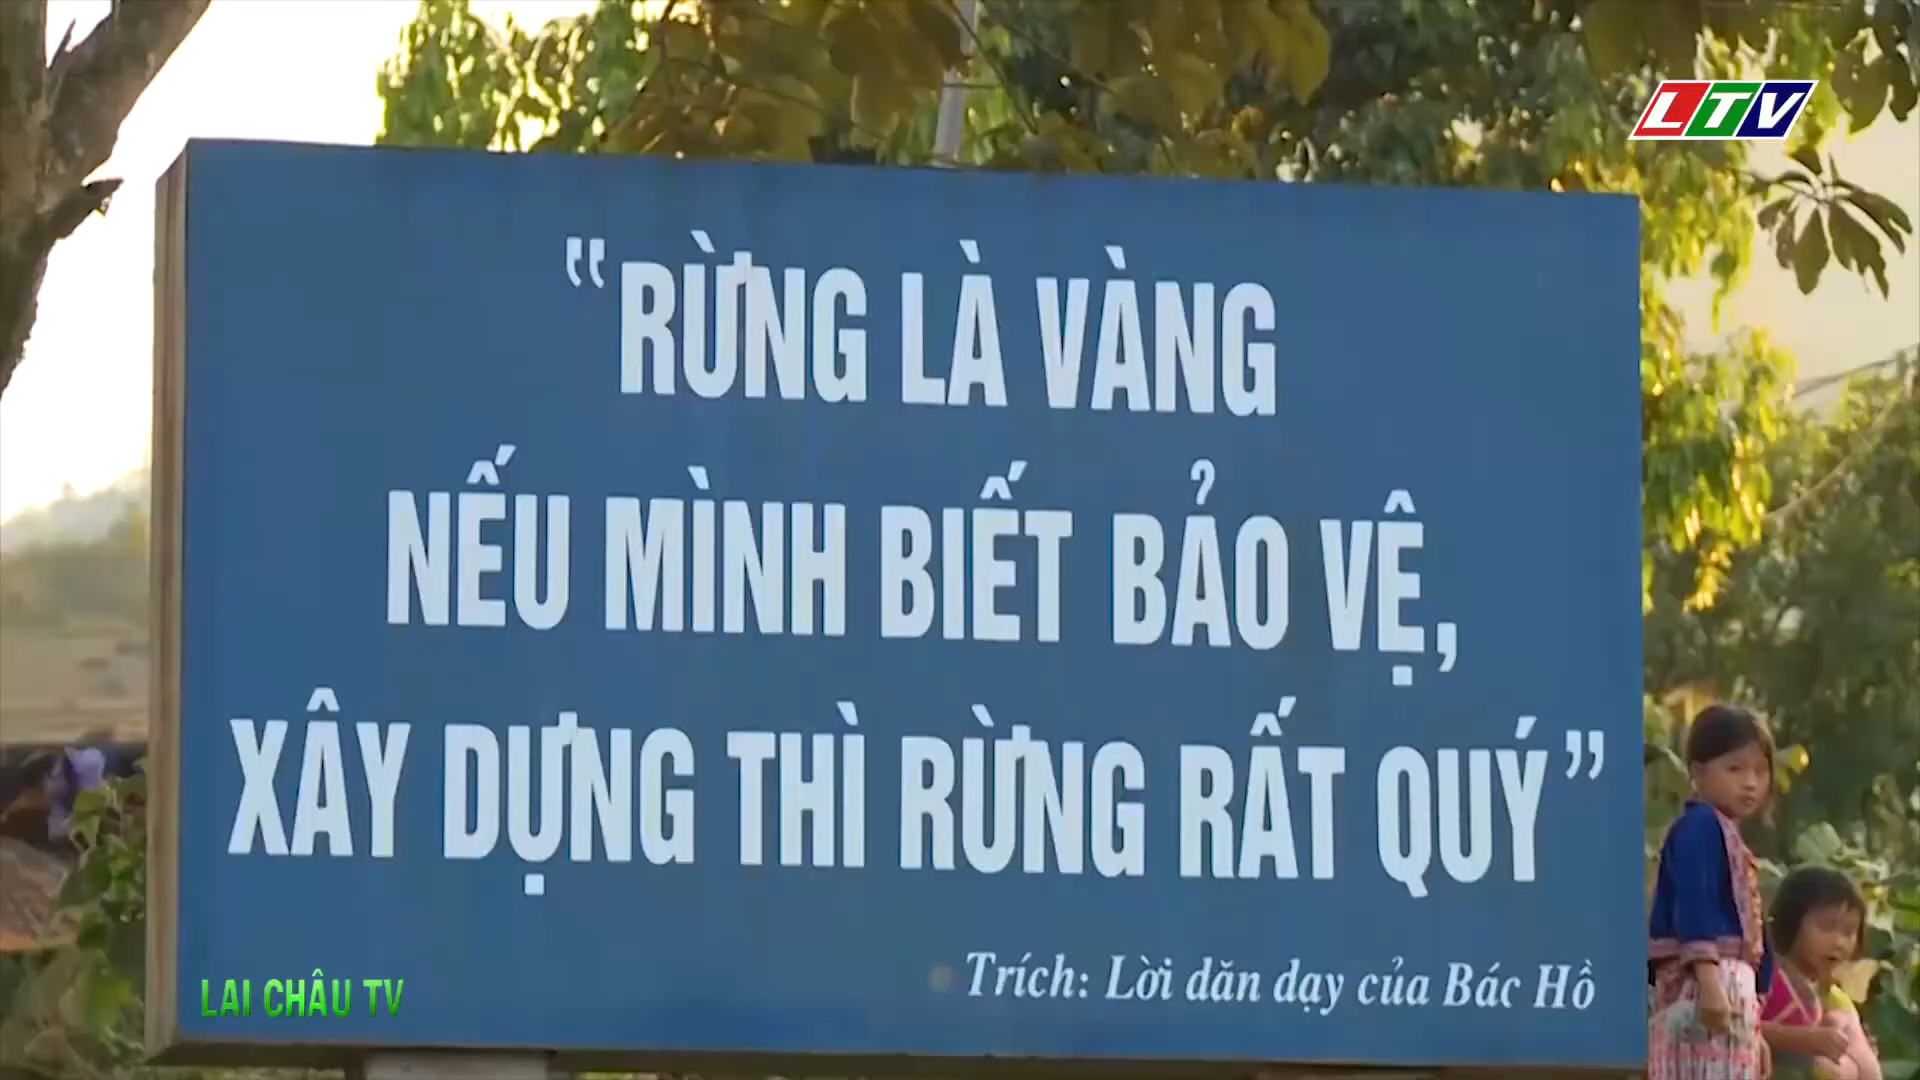 LTV
“RỪNG LÀ VÀNG
NẾU MÌNH BIẾT BẢO VỆ,
XÂY DỰNG THÌ RỪNG RẤT QUÝ”
Trích: Lời dăn dạy của Bác Hồ
LAI CHÂU TV